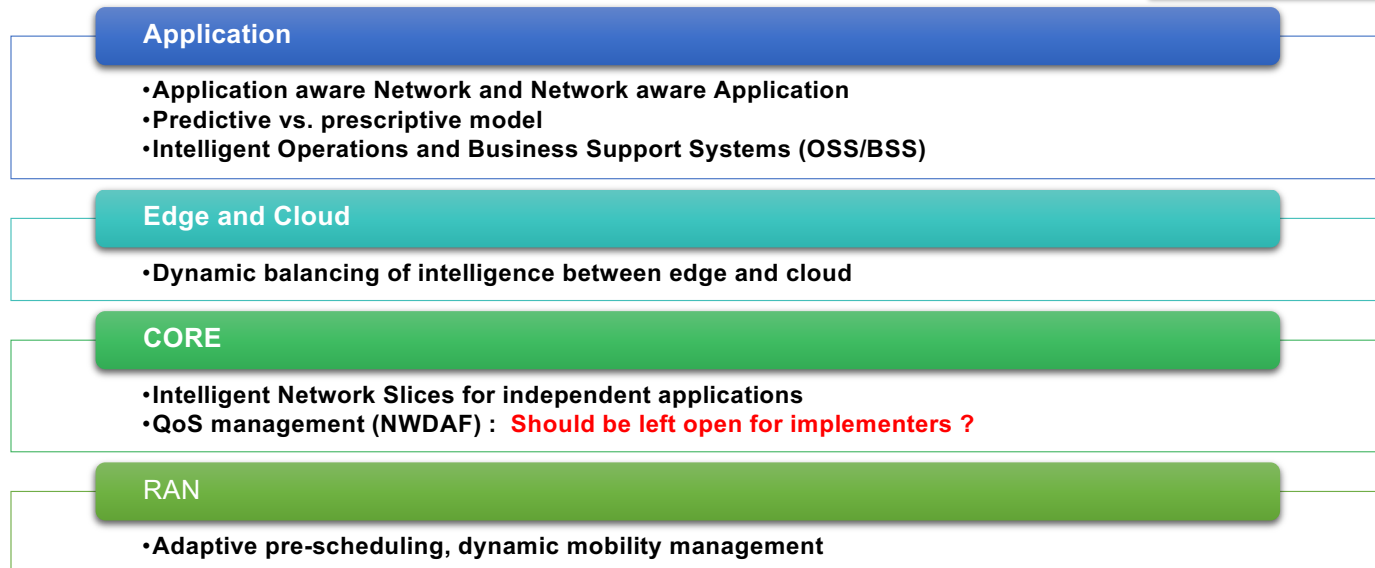 Application
•Application aware Network and Network aware Application
•Predictive vs. prescriptive model
•Intelligent Operations and Business Support Systems (OSS/BSS)
Edge and Cloud
•Dynamic balancing of intelligence between edge and cloud
CORE
•Intelligent Network Slices for independent applications
•QoS management (NWDAF) : Should be left open for implementers ?
RAN
•Adaptive pre-scheduling, dynamic mobility management